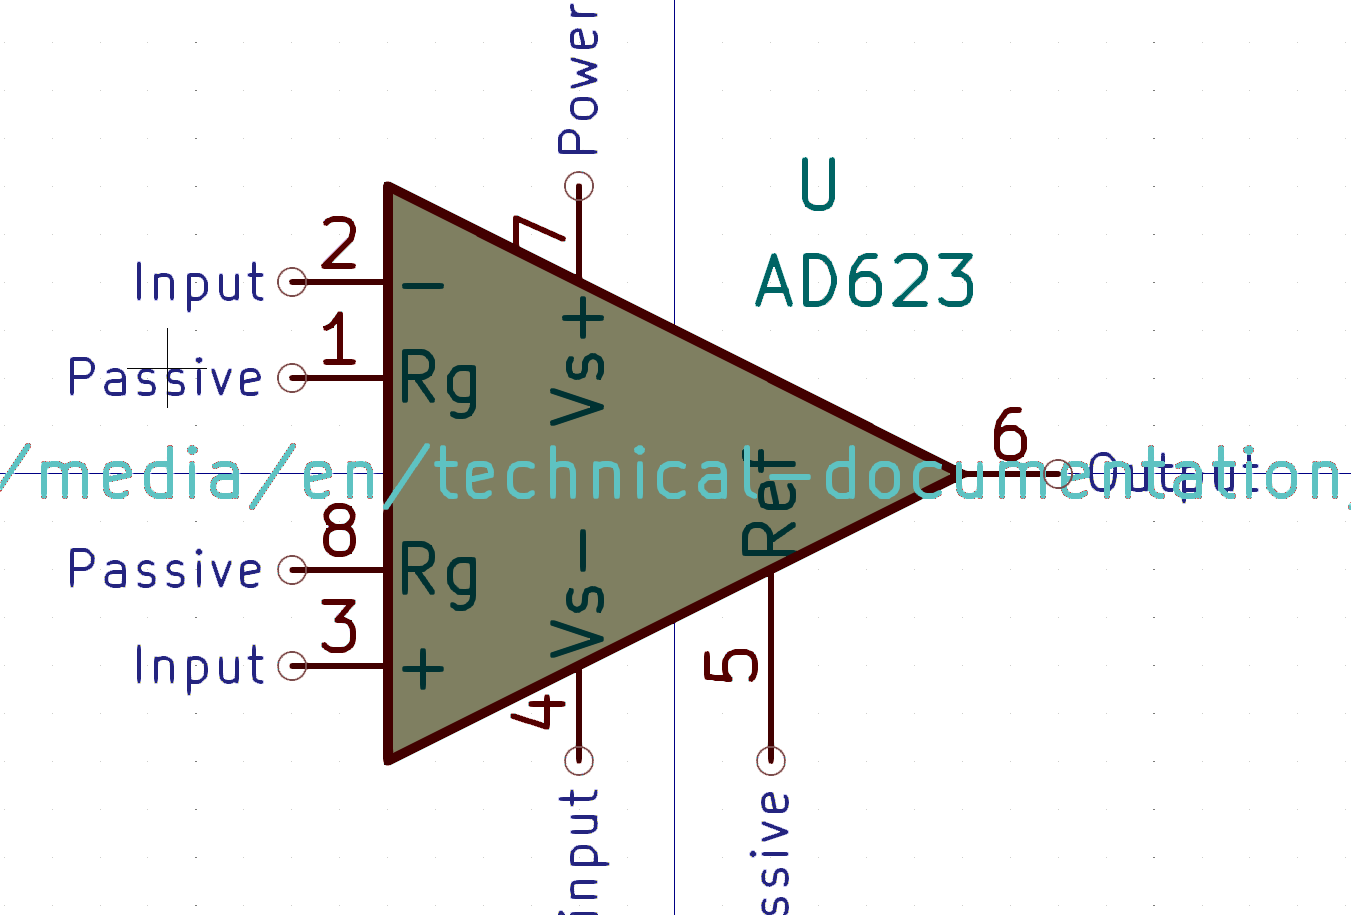 Power
U
7
2
Input
−
AD623
1
Passive
Rg
Vs+
6
/media/en/technical-documentation/
Output
Ref
8
Passive
Rg
Vs−
3
Input
+
5
4
input
ssive